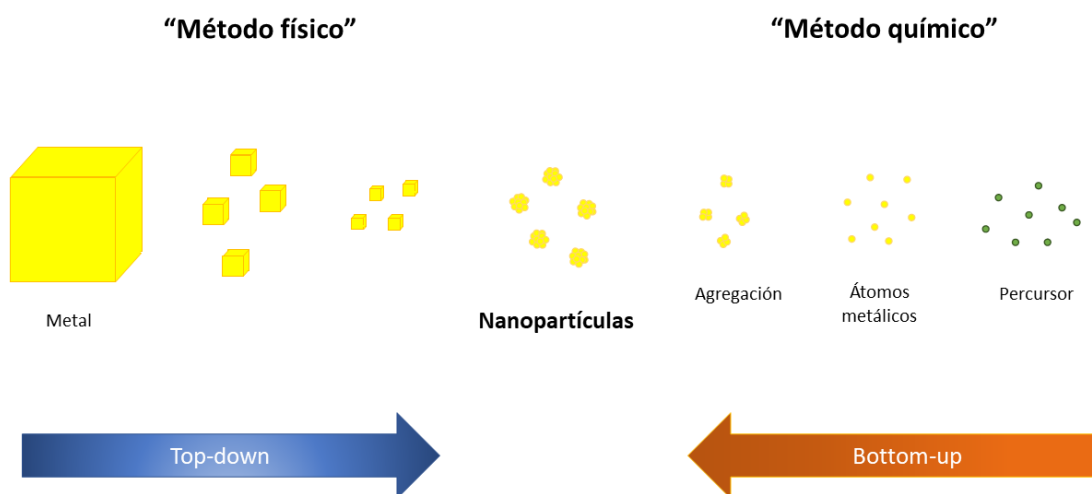 “Método físico”
“Método químico”
Metal
Nanopartículas
Agregación
Átomos
metálicos
Percursor
Top-down
Bottom-up